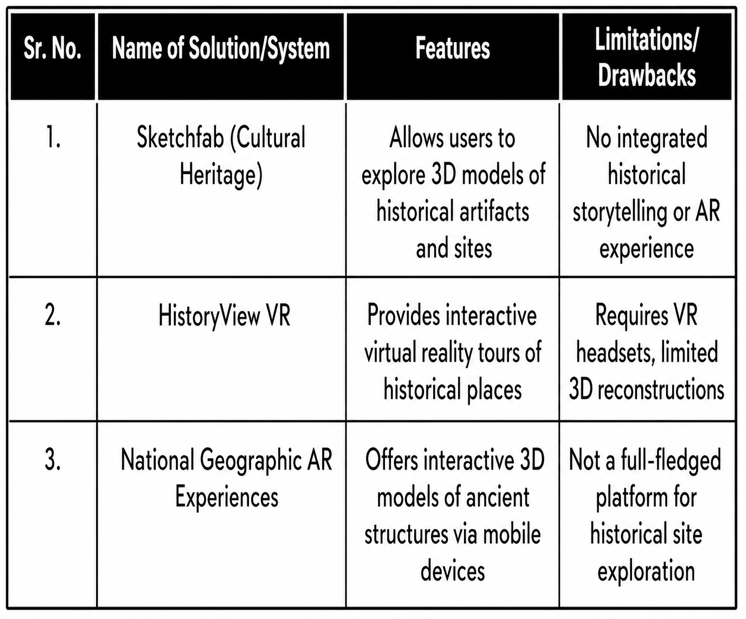 Sr. No.
Name of Solution/System
Features
Limitations/
Drawbacks
1.
Sketchfab (Cultural
Heritage)
Allows users to
explore 3D models of
historical artifacts
and sites
No integrated
historical
storytelling or AR
experience
2.
HistoryView VR
Provides interactive
virtual reality tours of
historical places
Requires VR
headsets, limited
3D reconstructions
3.
National Geographic AR
Experiences
Offers interactive 3D
models of ancient
structures via mobile
devices
Not a full-fledged
platform for
historical site
exploration